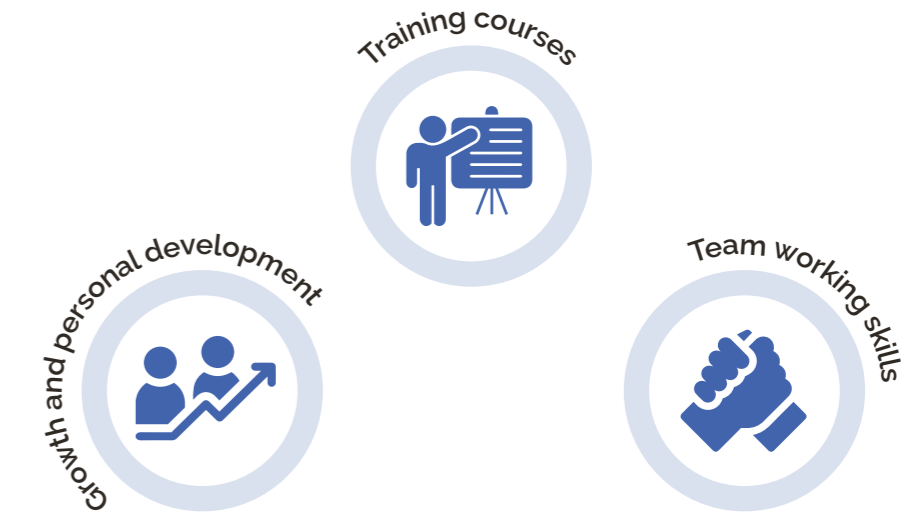 Training courses
Growth and personal development
Team working skills